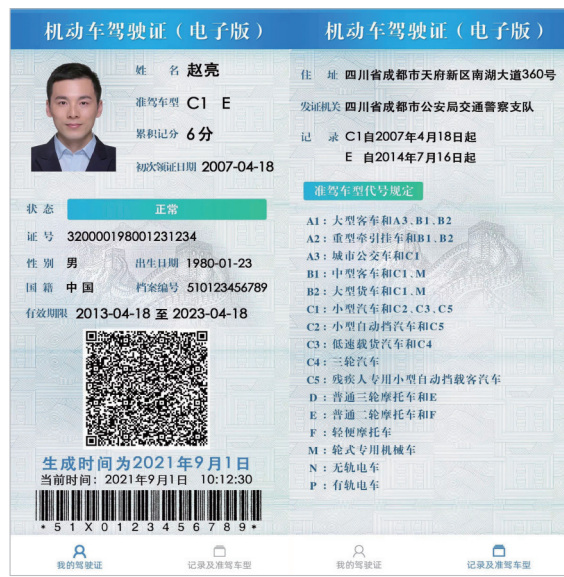 机动车驾驶证（电子版）
姓 名 赵亮
准驾车型 C1 E
累积记分 6分
初次领证日期 2007-04-18
状 态 正常
证 号 320000198001231234
性 别 男 出生日期 1980-01-23
国 籍 中国 档案编号 510123456789
有效期限 2013-04-18 至 2023-04-18
生成时间为2021年9月1日
当前时间：2021年9月1日 10:12:30
*51X0123456789*
我的驾驶证
记录及准驾车型
机动车驾驶证（电子版）
住 址 四川省成都市天府新区南湖大道360号
发证机关 四川省成都市公安局交通警察支队
记 录 C1自2007年4月18日起
E 自2014年7月16日起
准驾车型代号规定
A1：大型客车和A3、B1、B2
A2：重型牵引挂车和B1、B2
A3：城市公交车和C1
B1：中型客车和C1、M
B2：大型货车和C1、M
C1：小型汽车和C2、C3、C5
C2：小型自动挡汽车和C5
C3：低速载货汽车和C4
C4：三轮汽车
C5：残疾人专用小型自动挡载客汽车
D：普通三轮摩托车和E
E：普通二轮摩托车和F
F：轻便摩托车
M：轮式专用机械车
N：无轨电车
P：有轨电车
我的驾驶证
记录及准驾车型